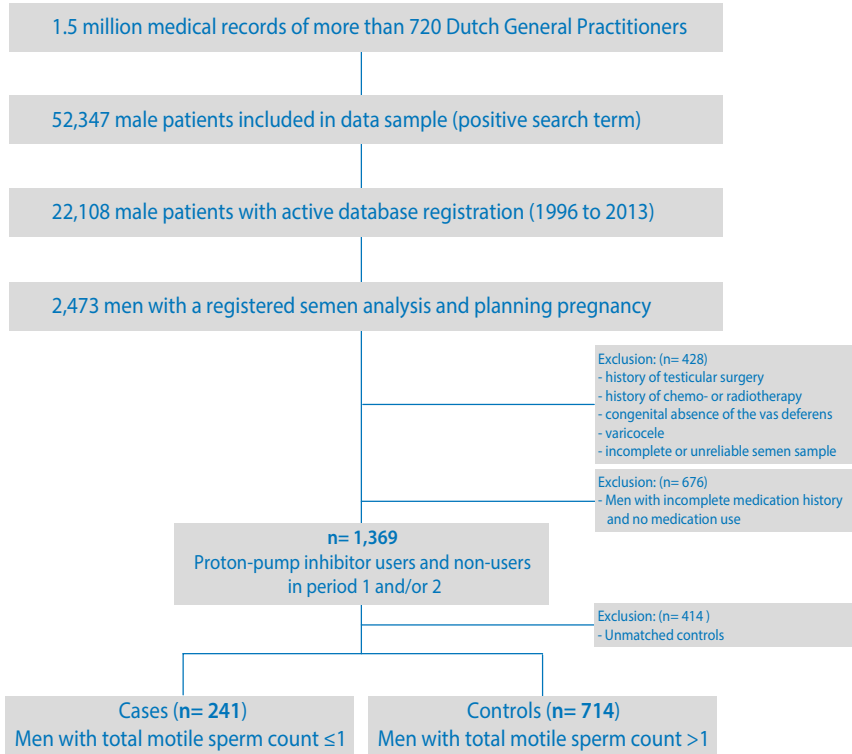 1.5 million medical records of more than 720 Dutch General Practitioners
52,347 male patients included in data sample (positive search term)
22,108 male patients with active database registration (1996 to 2013)
2,473 men with a registered semen analysis and planning pregnancy
Exclusion: (n= 428)
- history of testicular surgery
- history of chemo- or radiotherapy
- congenital absence of the vas deferens
- varicocele
- incomplete or unreliable semen sample
Exclusion: (n= 676)
- Men with incomplete medication history
and no medication use
n= 1,369
Proton-pump inhibitor users and non-users
in period 1 and/or 2
Exclusion: (n= 414 )
- Unmatched controls
Cases (n= 241)
Men with total motile sperm count ≤1
Controls (n= 714)
Men with total motile sperm count >1